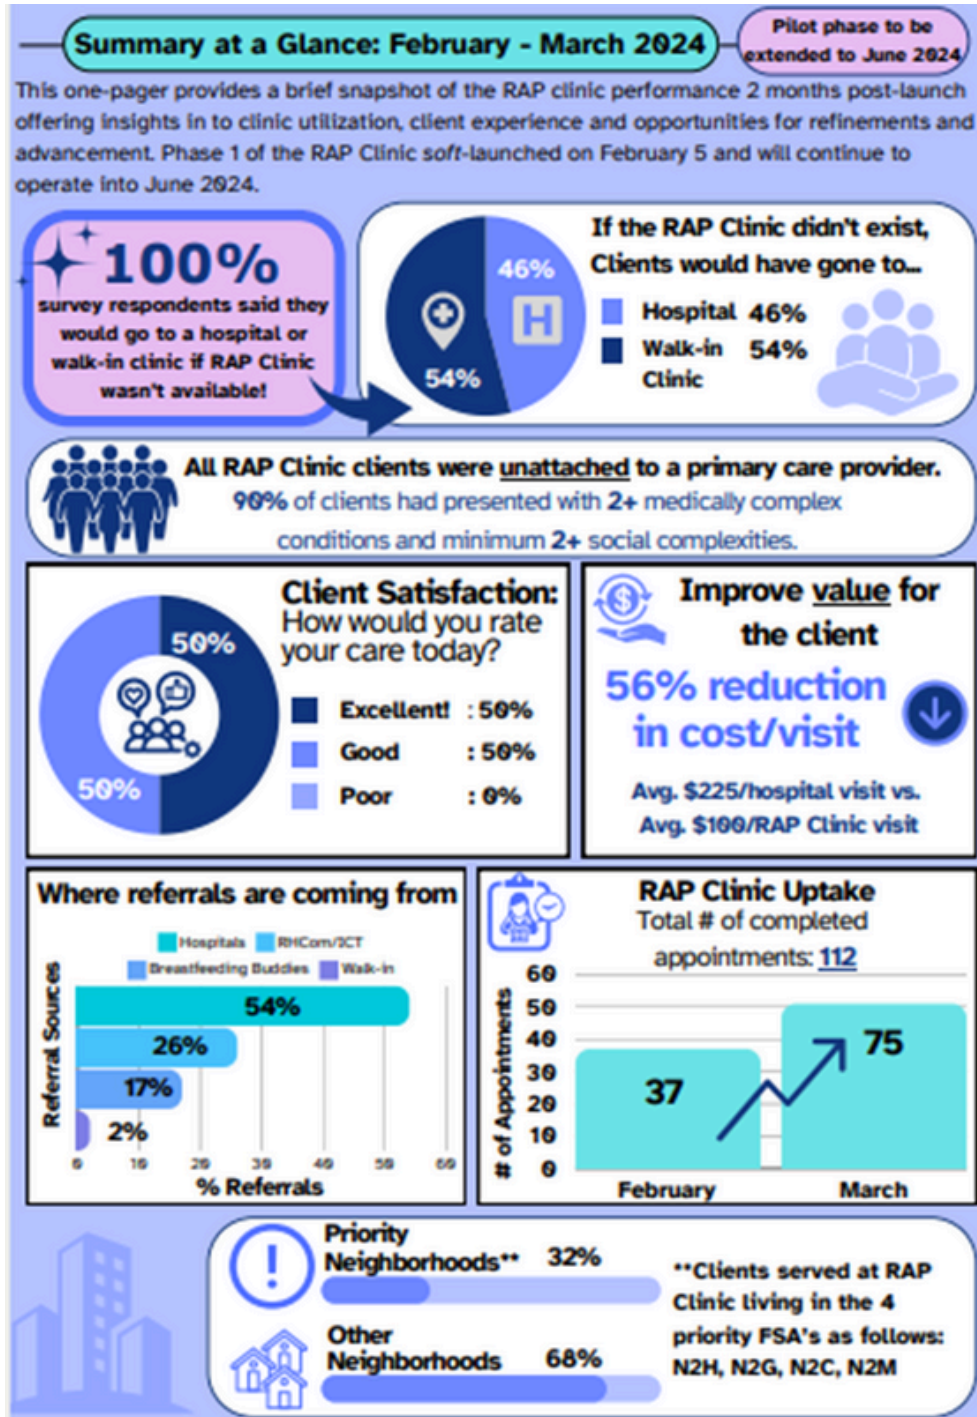 Summary at a Glance: February - March 2024
Pilot phase to be
extended to June 2024
This one-pager provides a brief snapshot of the RAP clinic performance 2 months post-launch
offering insights in to clinic utilization, client experience and opportunities for refinements and
advancement. Phase 1 of the RAP Clinic soft-launched on February 5 and will continue to
operate into June 2024.
100%
survey respondents said they
would go to a hospital or
walk-in clinic if RAP Clinic
wasn't available!
46%
H
54%
If the RAP Clinic didn't exist,
Clients would have gone to...
Hospital 46%
Walk-in 54%
Clinic
All RAP Clinic clients were unattached to a primary care provider.
90% of clients had presented with 2+ medically complex
conditions and minimum 2+ social complexities.
50%
50%
Client Satisfaction:
How would you rate
your care today?
Excellent! : 50%
Good : 50%
Poor : 0%
$
Improve value for
the client
56% reduction
in cost/visit
Avg. $225/hospital visit vs.
Avg. $100/RAP Clinic visit
Where referrals are coming from
Hospitals RHCom/ICT
Breastfeeding Buddies Walk-in
Referral Sources
54%
26%
17%
2%
0 10 20 30 40 50 60
% Referrals
RAP Clinic Uptake
Total # of completed
appointments: 112
# of Appointments
60
50
40
30
20
10
0
37
75
February March
!
Priority
Neighborhoods** 32%
Other
Neighborhoods 68%
**Clients served at RAP
Clinic living in the 4
priority FSA's as follows:
N2H, N2G, N2C, N2M